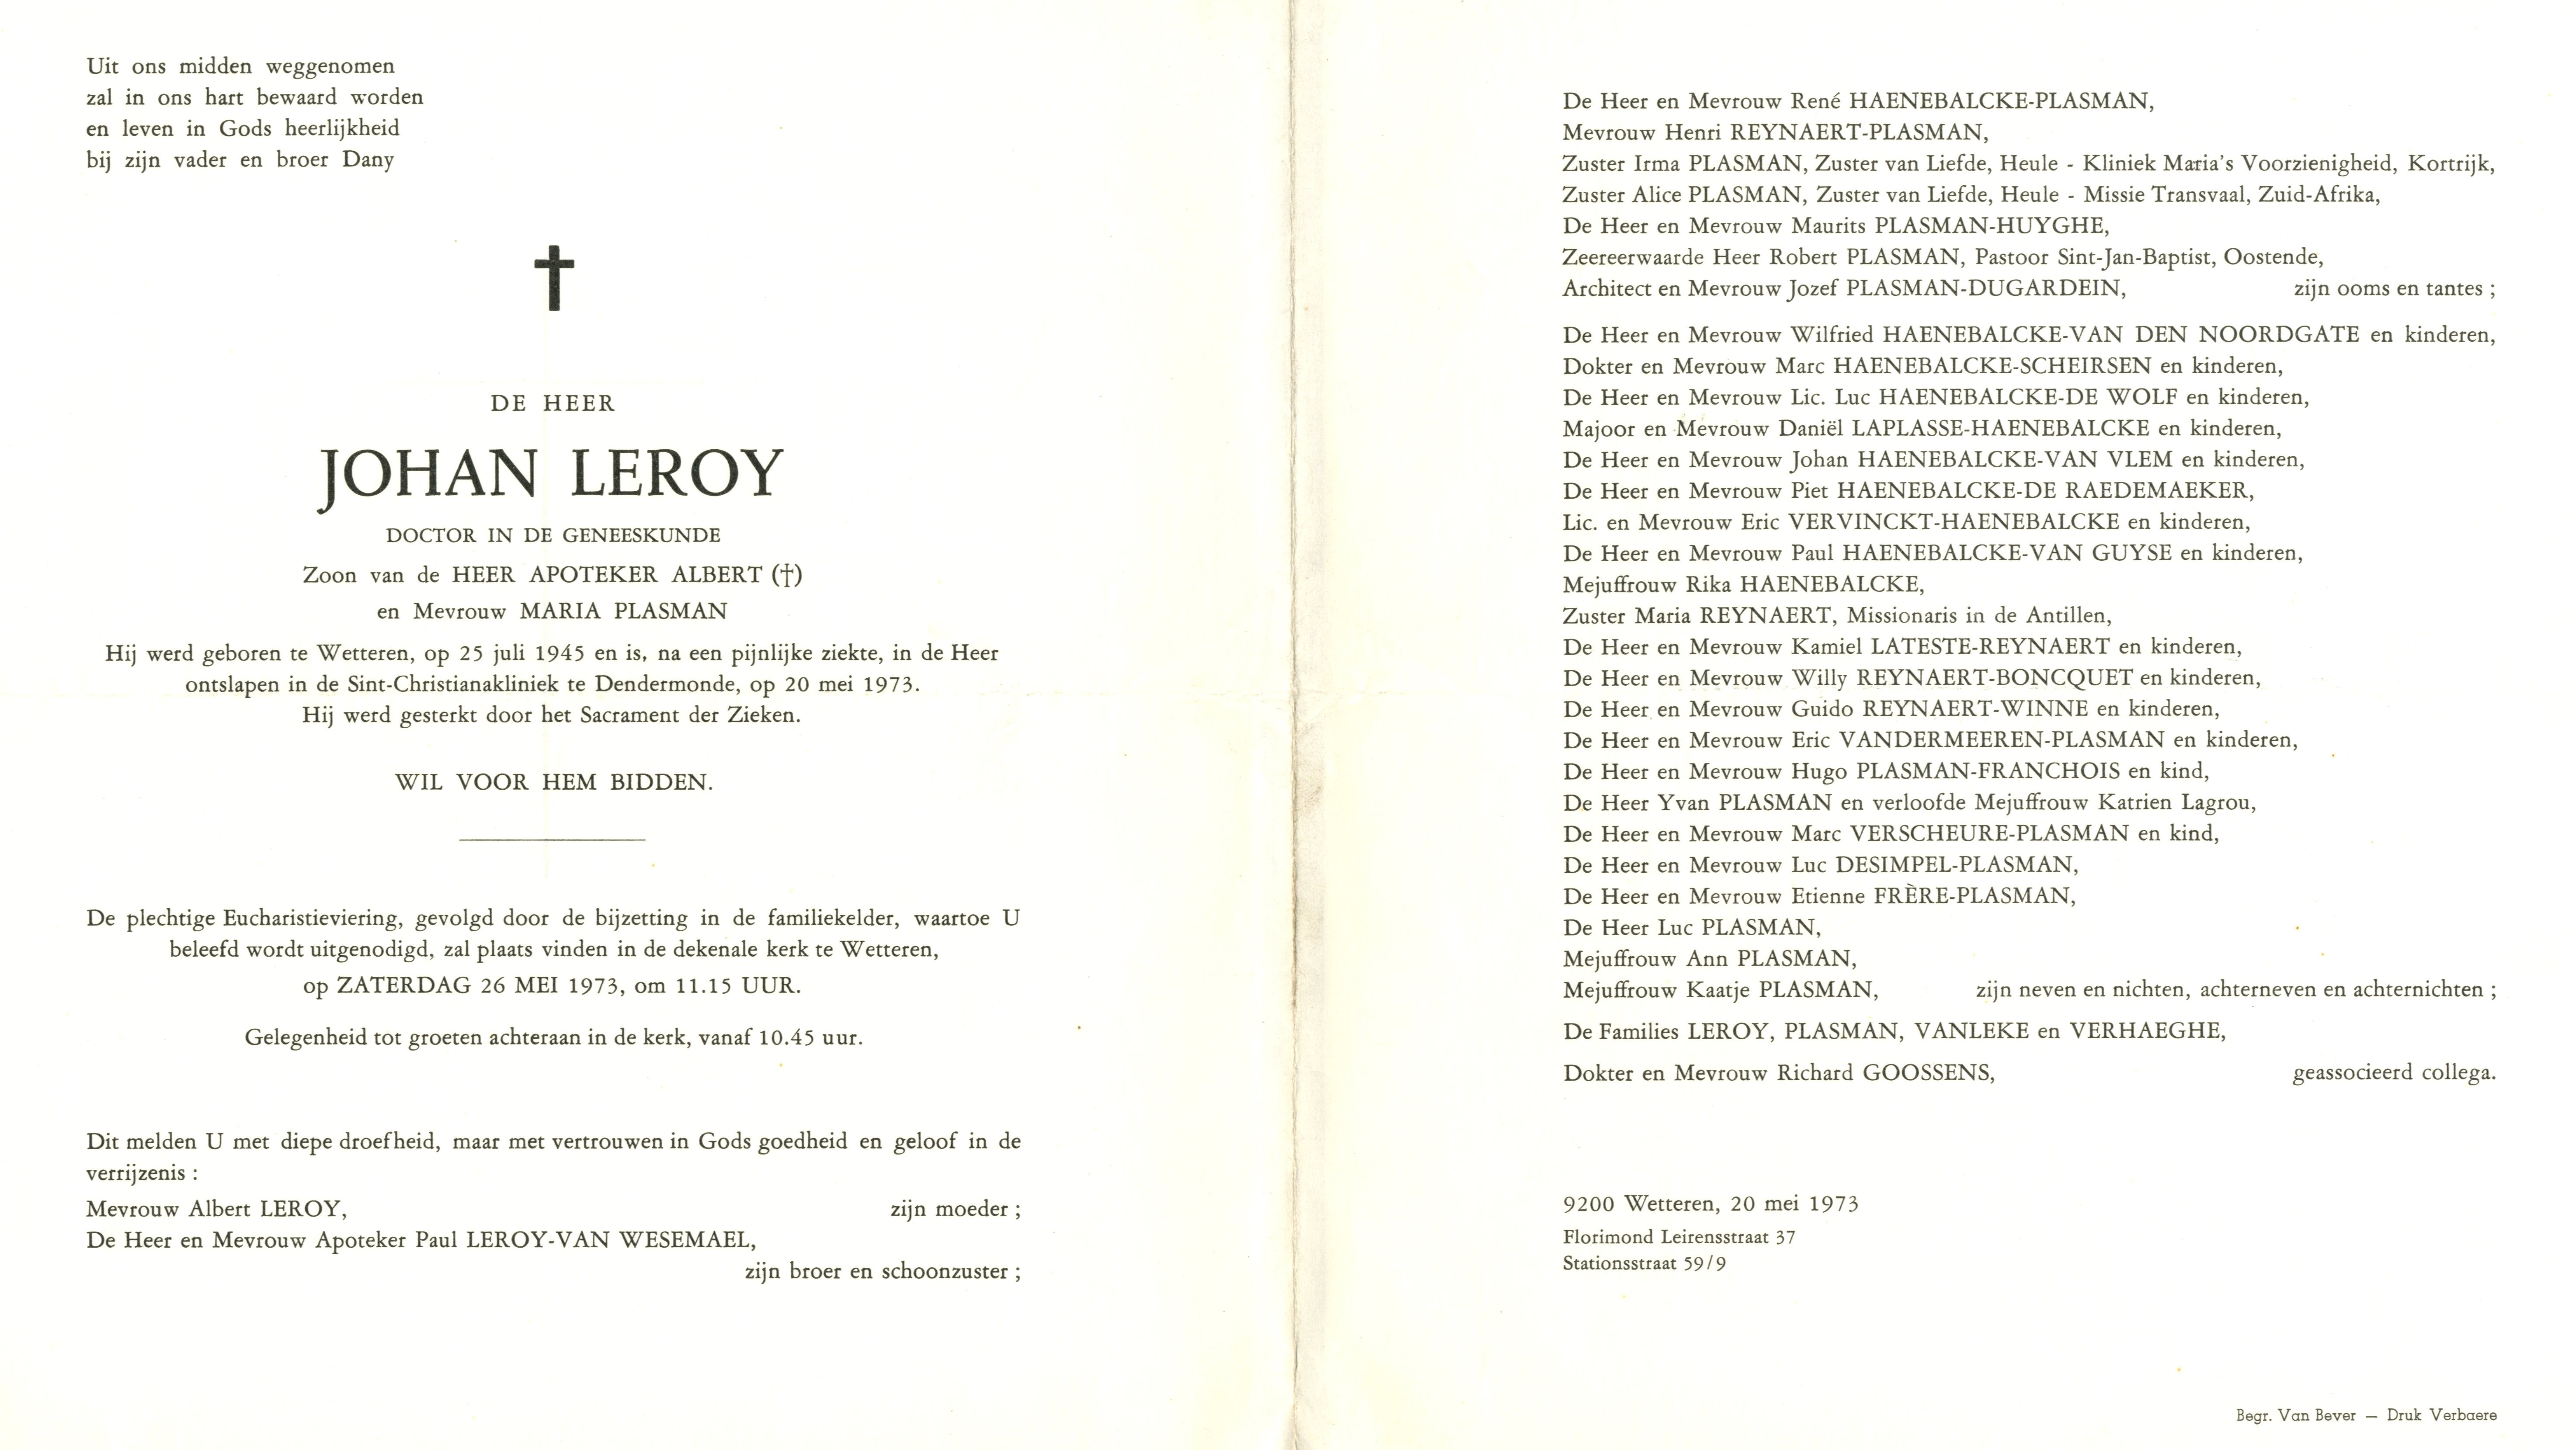 Uit ons midden weggenomen
zal in ons hart bewaard worden
en leven in Gods heerlijkheid
bij zijn vader en broer Dany
DE HEER
JOHAN LEROY
DOCTOR IN DE GENEESKUNDE
Zoon van de HEER APOTEKER ALBERT (†)
en Mevrouw MARIA PLASMAN
Hij werd geboren te Wetteren, op 25 juli 1945 en is, na een pijnlijke ziekte, in de Heer
ontslapen in de Sint-Christianakliniek te Dendermonde, op 20 mei 1973.
Hij werd gesterkt door het Sacrament der Zieken.
WIL VOOR HEM BIDDEN.
De plechtige Eucharistieviering, gevolgd door de bijzetting in de familiekelder, waartoe U
beleefd wordt uitgenodigd, zal plaats vinden in de dekenale kerk te Wetteren,
op ZATERDAG 26 MEI 1973, om 11.15 UUR.
Gelegenheid tot groeten achteraan in de kerk, vanaf 10.45 uur.
Dit melden U met diepe droefheid, maar met vertrouwen in Gods goedheid en geloof in de
verrijzenis :
Mevrouw Albert LEROY, zijn moeder ;
De Heer en Mevrouw Apoteker Paul LEROY-VAN WESEMAEL,
zijn broer en schoonzuster ;
De Heer en Mevrouw René HAENEBALCKE-PLASMAN,
Mevrouw Henri REYNAERT-PLASMAN,
Zuster Irma PLASMAN, Zuster van Liefde, Heule - Kliniek Maria's Voorzienigheid, Kortrijk,
Zuster Alice PLASMAN, Zuster van Liefde, Heule - Missie Transvaal, Zuid-Afrika,
De Heer en Mevrouw Maurits PLASMAN-HUYGHE,
Zeereerwaarde Heer Robert PLASMAN, Pastoor Sint-Jan-Baptist, Oostende,
Architect en Mevrouw Jozef PLASMAN-DUGARDEIN, zijn ooms en tantes ;
De Heer en Mevrouw Wilfried HAENEBALCKE-VAN DEN NOORDGATE en kinderen,
Dokter en Mevrouw Marc HAENEBALCKE-SCHEIRSEN en kinderen,
De Heer en Mevrouw Lic. Luc HAENEBALCKE-DE WOLF en kinderen,
Majoor en Mevrouw Daniël LAPLASSE-HAENEBALCKE en kinderen,
De Heer en Mevrouw Johan HAENEBALCKE-VAN VLEM en kinderen,
De Heer en Mevrouw Piet HAENEBALCKE-DE RAEDEMAEKER,
Lic. en Mevrouw Eric VERVINCKT-HAENEBALCKE en kinderen,
De Heer en Mevrouw Paul HAENEBALCKE-VAN GUYSE en kinderen,
Mejuffrouw Rika HAENEBALCKE,
Zuster Maria REYNAERT, Missionaris in de Antillen,
De Heer en Mevrouw Kamiel LATESTE-REYNAERT en kinderen,
De Heer en Mevrouw Willy REYNAERT-BONCQUET en kinderen,
De Heer en Mevrouw Guido REYNAERT-WINNE en kinderen,
De Heer en Mevrouw Eric VANDERMEEREN-PLASMAN en kinderen,
De Heer en Mevrouw Hugo PLASMAN-FRANCHOIS en kind,
De Heer Yvan PLASMAN en verloofde Mejuffrouw Katrien Lagrou,
De Heer en Mevrouw Marc VERSCHEURE-PLASMAN en kind,
De Heer en Mevrouw Luc DESIMPEL-PLASMAN,
De Heer en Mevrouw Etienne FRÈRE-PLASMAN,
De Heer Luc PLASMAN,
Mejuffrouw Ann PLASMAN,
Mejuffrouw Kaatje PLASMAN, zijn neven en nichten, achterneven en achternichten ;
De Families LEROY, PLASMAN, VANLEKE en VERHAEGHE,
Dokter en Mevrouw Richard GOOSSENS, geassocieerd collega.
9200 Wetteren, 20 mei 1973
Florimond Leirensstraat 37
Stationsstraat 59/9
Begr. Van Bever — Druk Verbaere